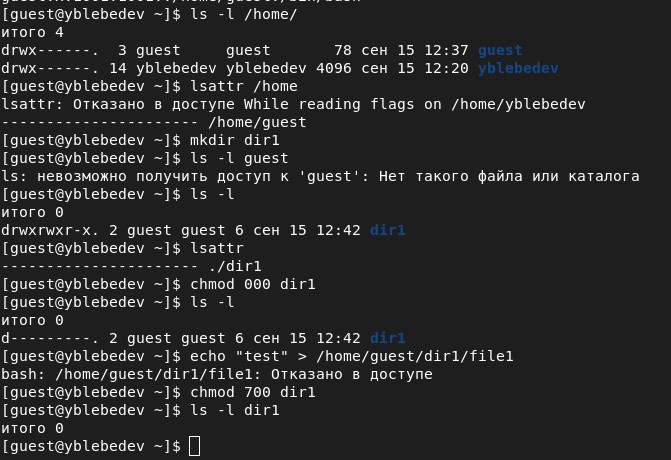 [guest@yblebedev ~]$ ls -l /home/
итого 4
drwx------.  3 guest     guest       78 сен 15 12:37 guest
drwx------. 14 yblebedev yblebedev 4096 сен 15 12:20 yblebedev
[guest@yblebedev ~]$ lsattr /home
lsattr: Отказано в доступе While reading flags on /home/yblebedev
---------------------- /home/guest
[guest@yblebedev ~]$ mkdir dir1
[guest@yblebedev ~]$ ls -l guest
ls: невозможно получить доступ к 'guest': Нет такого файла или каталога
[guest@yblebedev ~]$ ls -l
итого 0
drwxrwxr-x. 2 guest guest 6 сен 15 12:42 dir1
[guest@yblebedev ~]$ lsattr
---------------------- ./dir1
[guest@yblebedev ~]$ chmod 000 dir1
[guest@yblebedev ~]$ ls -l
итого 0
d---------. 2 guest guest 6 сен 15 12:42 dir1
[guest@yblebedev ~]$ echo "test" > /home/guest/dir1/file1
bash: /home/guest/dir1/file1: Отказано в доступе
[guest@yblebedev ~]$ chmod 700 dir1
[guest@yblebedev ~]$ ls -l dir1
итого 0
[guest@yblebedev ~]$